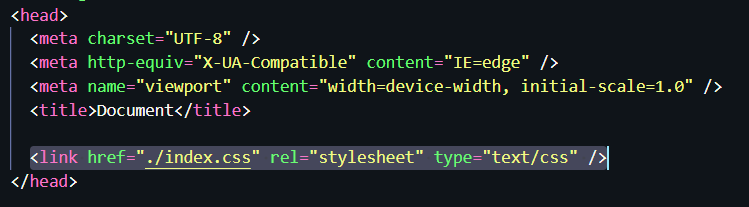 <head>
<meta charset="UTF-8" />
<meta http-equiv="X-UA-Compatible" content="IE=edge" />
<meta name="viewport" content="width=device-width, initial-scale=1.0" />
<title>Document</title>
<link href="./index.css" rel="stylesheet" type="text/css" />
</head>